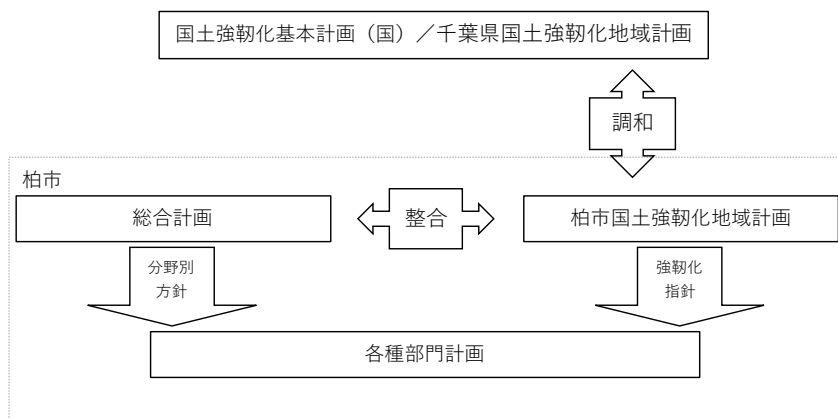 国土強靭化基本計画（国）／千葉県国土強靭化地域計画
調和
柏市
総合計画
整合
柏市国土強靭化地域計画
分野別
方針
強靭化
指針
各種部門計画